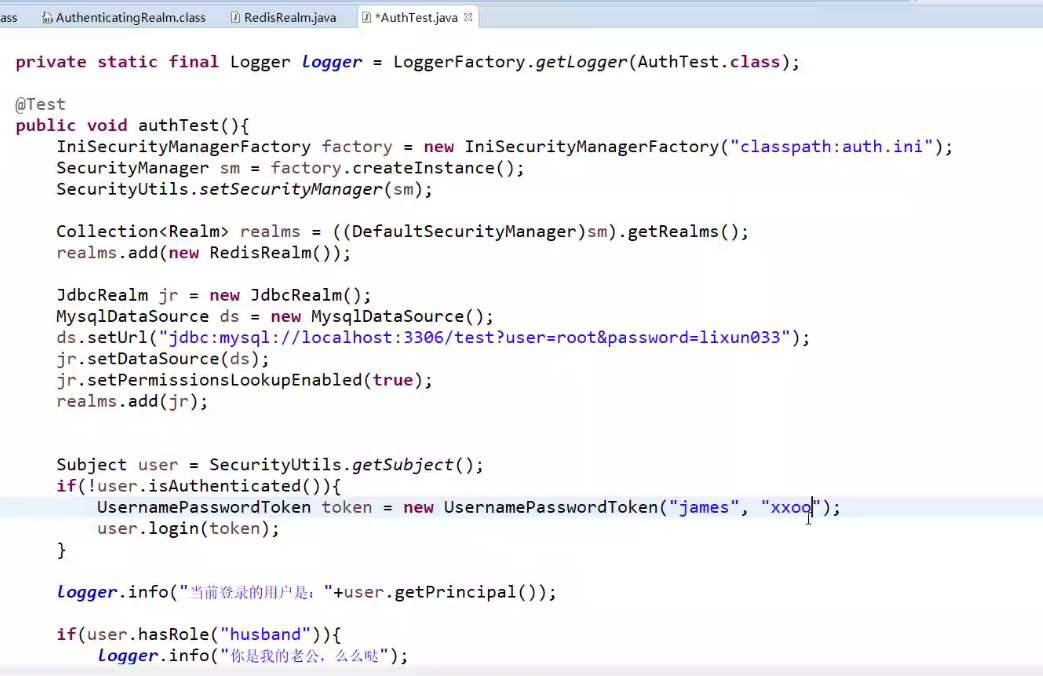 ass AuthenticatingRealm.class RedisRealm.java *AuthTest.java
private static final Logger logger = LoggerFactory.getLogger(AuthTest.class);
@Test
public void authTest(){
IniSecurityManagerFactory factory = new IniSecurityManagerFactory("classpath:auth.ini");
SecurityManager sm = factory.createInstance();
SecurityUtils.setSecurityManager(sm);
Collection<Realm> realms = ((DefaultSecurityManager)sm).getRealms();
realms.add(new RedisRealm());
JdbcRealm jr = new JdbcRealm();
MysqlDataSource ds = new MysqlDataSource();
ds.setUrl("jdbc:mysql://localhost:3306/test?user=root&password=lixun033");
jr.setDataSource(ds);
jr.setPermissionsLookupEnabled(true);
realms.add(jr);
Subject user = SecurityUtils.getSubject();
if(!user.isAuthenticated()){
UsernamePasswordToken token = new UsernamePasswordToken("james", "xxoo");
user.login(token);
}
logger.info("当前登录的用户是："+user.getPrincipal());
if(user.hasRole("husband")){
logger.info("你是我的老公，么么哒");